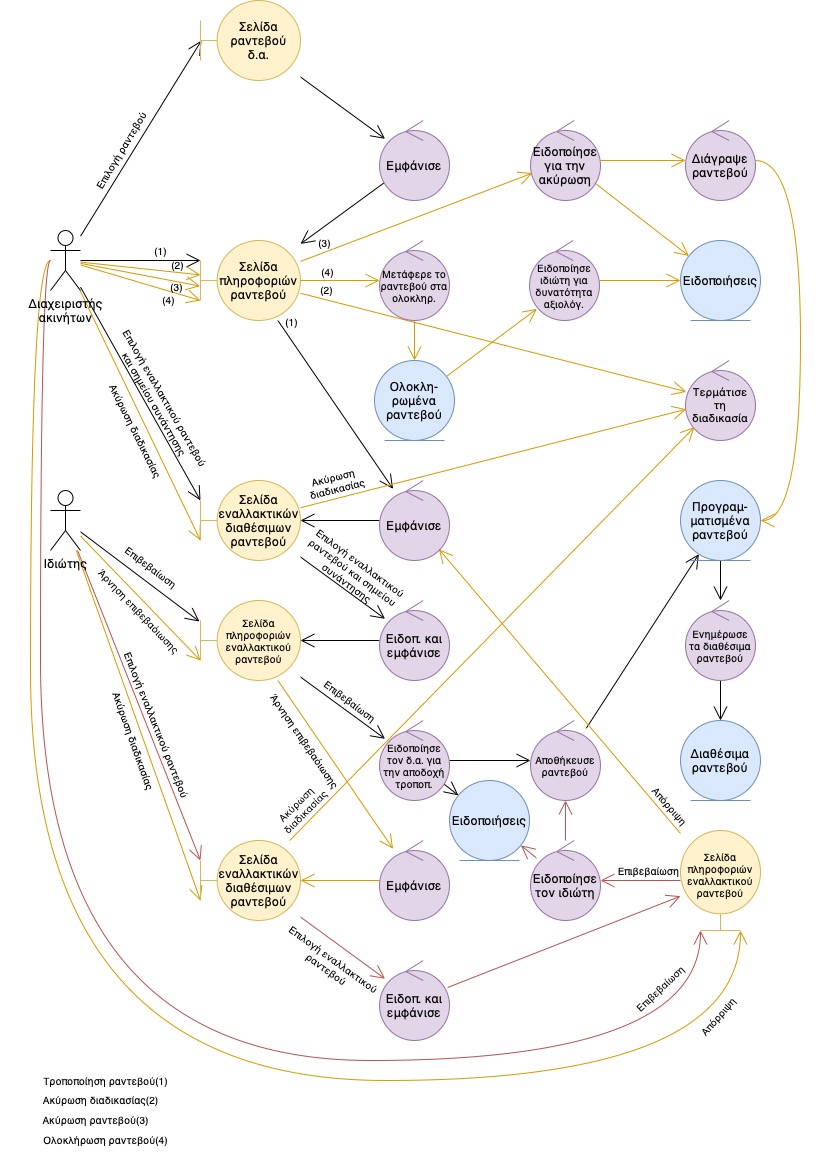 Σελίδα
ραντεβού
δ.α.
Επιλογή ραντεβού
Εμφάνισε
Ειδοποίησε
για την
ακύρωση
Διάγραψε
ραντεβού
Διαχειριστής
ακινήτων
(1)
(2)
(3)
(4)
Σελίδα
πληροφοριών
ραντεβού
(3)
(4)
(2)
(1)
Μετάφερε το
ραντεβού στα
ολοκληρ.
Ειδοποίησε
ιδιώτη για
δυνατότητα
αξιολόγ.
Ειδοποιήσεις
Ολοκλη-
ρωμένα
ραντεβού
Τερμάτισε
τη
διαδικασία
Επιλογή εναλλακτικού ραντεβού
και σημείου συνάντησης
Ακύρωση διαδικασίας
Σελίδα
εναλλακτικών
διαθέσιμων
ραντεβού
Ακύρωση
διαδικασίας
Εμφάνισε
Προγραμ-
ματισμένα
ραντεβού
Ιδιώτης
Επιβεβαίωση
Άρνηση επιβεβαόιωσης
Επιλογή εναλλακτικού
ραντεβού και σημείου
συνάντησης
Σελίδα
πληροφοριών
εναλλακτικού
ραντεβού
Ειδοπ. και
εμφάνισε
Ενημέρωσε
τα διαθέσιμα
ραντεβού
Επιλογή εναλλακτικού ραντεβού
Ακύρωση διαδικασίας
Επιβεβαίωση
Άρνηση επιβεβαόιωσης
Ειδοποίησε
τον δ.α. για
την αποδοχή
τροποπ.
Αποθήκευσε
ραντεβού
Διαθέσιμα
ραντεβού
Ακύρωση
διαδικασίας
Ειδοποιήσεις
Απόρριψη
Σελίδα
εναλλακτικών
διαθέσιμων
ραντεβού
Εμφάνισε
Ειδοποίησε
τον ιδιώτη
Επιβεβαίωση
Σελίδα
πληροφοριών
εναλλακτικού
ραντεβού
Επιλογή εναλλακτικού
ραντεβού
Ειδοπ. και
εμφάνισε
Επιβεβαίωση
Απόρριψη
Τροποποίηση ραντεβού(1)
Ακύρωση διαδικασίας(2)
Ακύρωση ραντεβού(3)
Ολοκλήρωση ραντεβού(4)